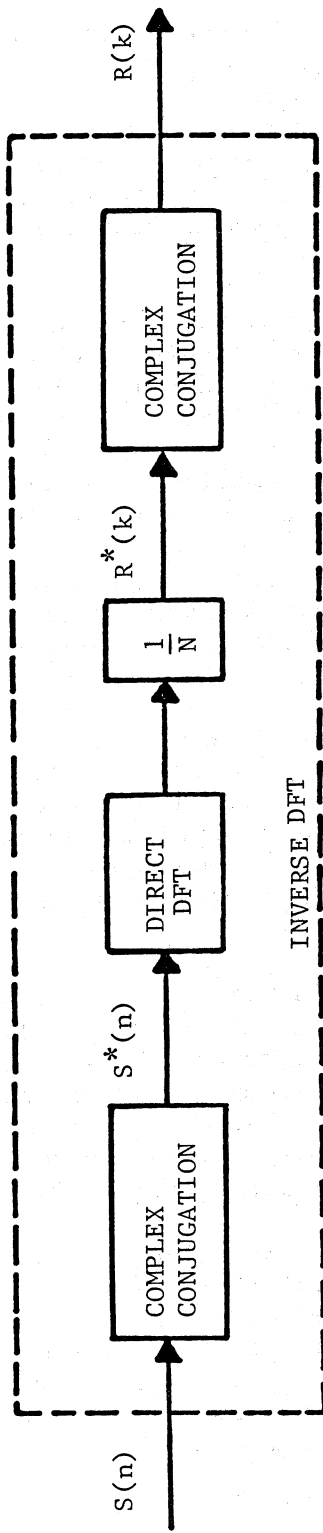 S(n)
COMPLEX
CONJUGATION
S*(n)
DIRECT
DFT
1
N
R*(k)
COMPLEX
CONJUGATION
R(k)
INVERSE DFT